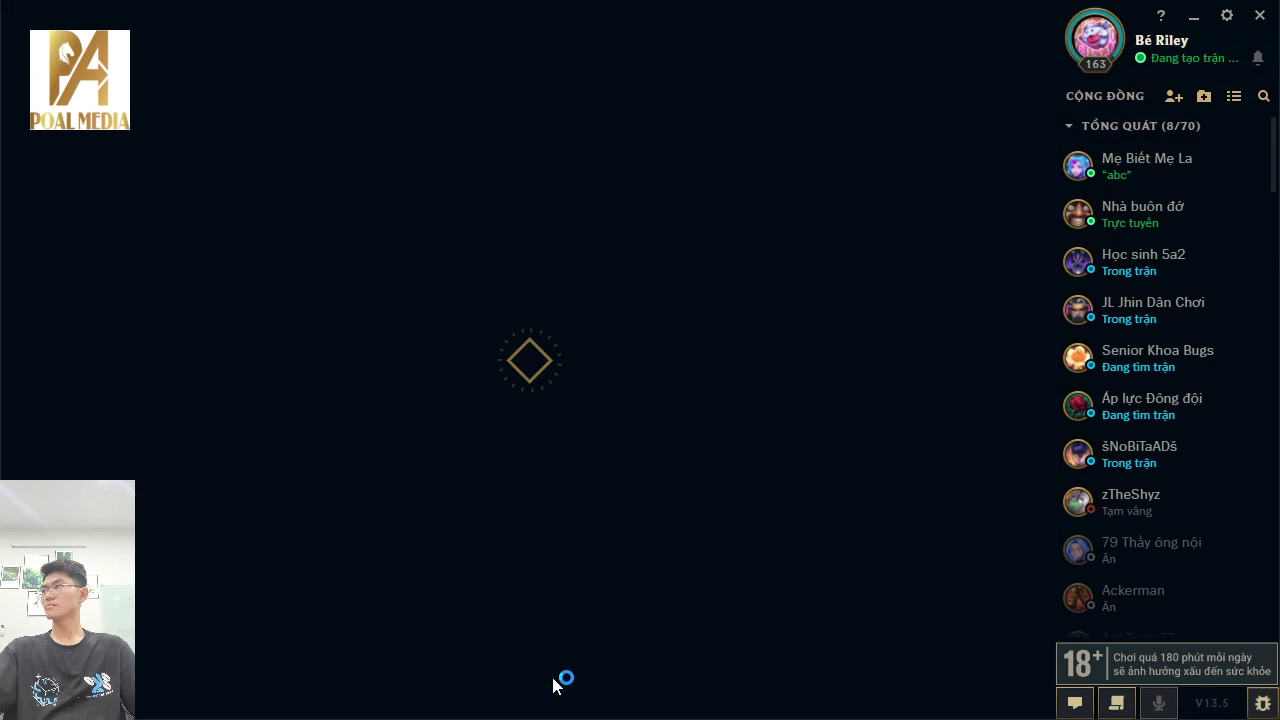 PA
POAL MEDIA
?
Bé Riley
Đang tạo trận ...
163
CỘNG ĐỒNG
TỔNG QUÁT (8/70)
Mẹ Biết Mẹ La
“abc”
Nhà buôn đớ
Trực tuyến
Học sinh 5a2
Trong trận
JL Jhin Dân Chơi
Trong trận
Senior Khoa Bugs
Đang tìm trận
Áp lực Đông đội
Đang tìm trận
šNoBiTaADš
Trong trận
zTheShyz
Tạm vắng
79 Thầy ông nội
Ẩn
Ackerman
Ẩn
18+
Chơi quá 180 phút mỗi ngày
sẽ ảnh hưởng xấu đến sức khỏe
V13.5